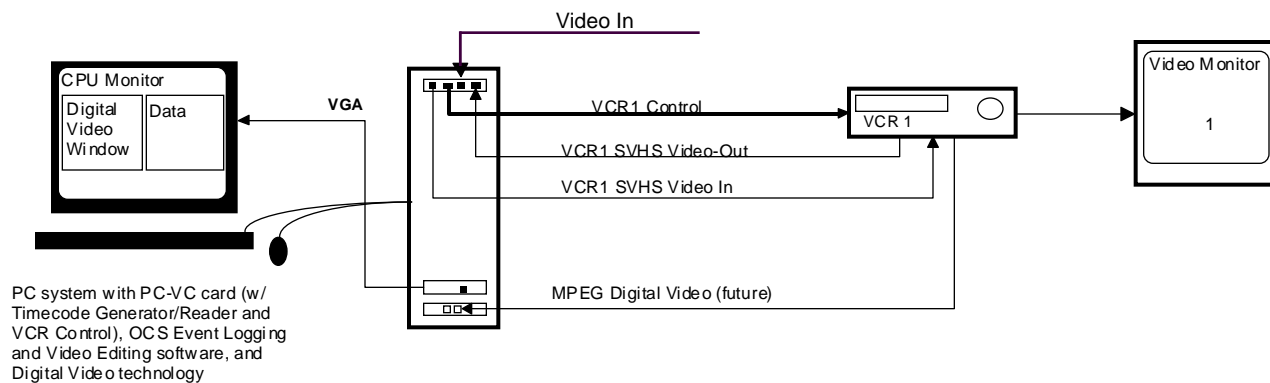 Video In
CPU Monitor
Digital
Video
Window
Data
VGA
VCR1 Control
VCR 1
VCR1 SVHS Video-Out
VCR1 SVHS Video In
Video Monitor
1
MPEG Digital Video (future)
PC system with PC-VC card (w/
Timecode Generator/Reader and
VCR Control), OCS Event Logging
and Video Editing software, and
Digital Video technology